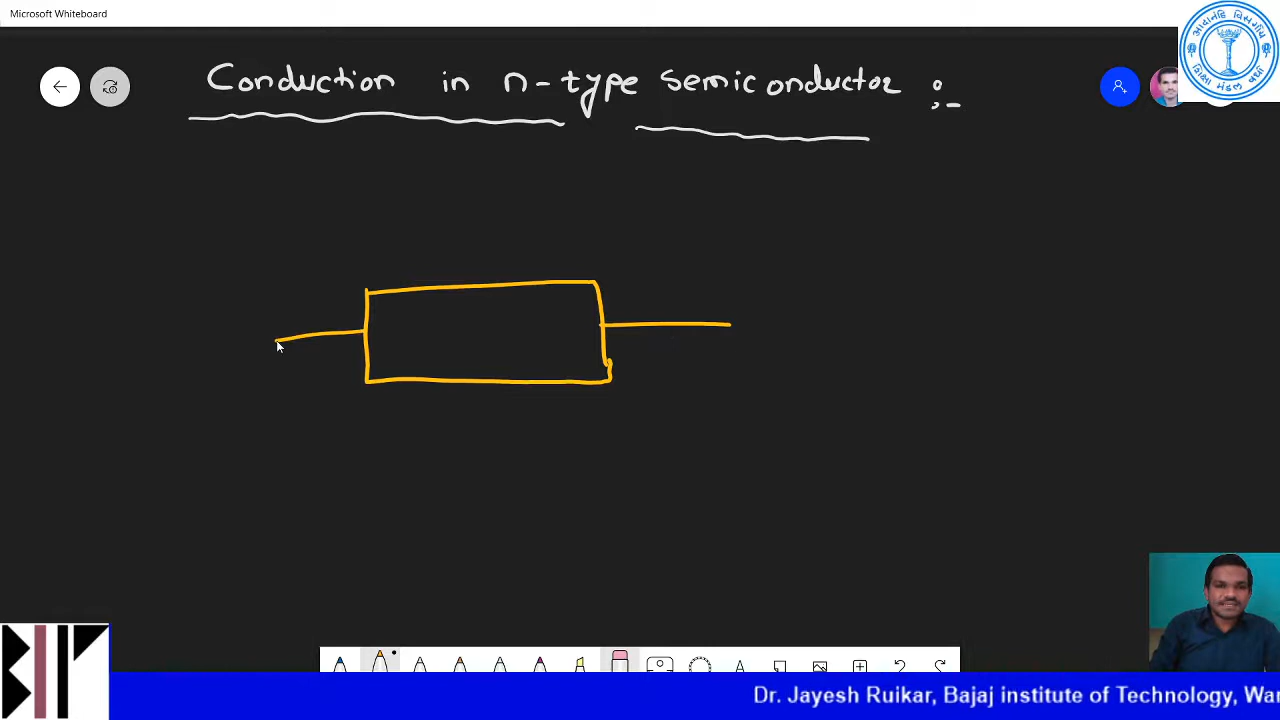 Microsoft Whiteboard
Conduction in n-type semiconductor :-
Dr. Jayesh Ruikar, Bajaj institute of Technology, War